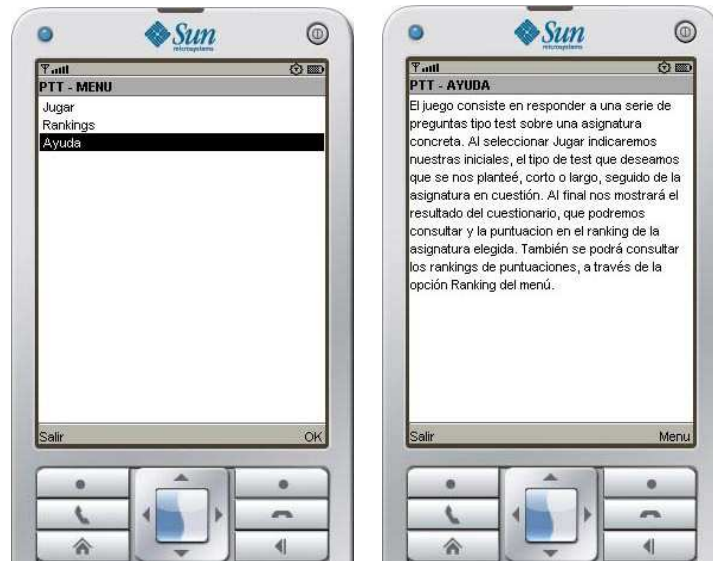 Sun
microsystems
PTT - MENU
Jugar
Rankings
Ayuda
Salir
OK
Sun
microsystems
PTT - AYUDA
El juego consiste en responder a una serie de
preguntas tipo test sobre una asignatura
concreta. Al seleccionar Jugar indicaremos
nuestras iniciales, el tipo de test que deseamos
que se nos planteé, corto o largo, seguido de la
asignatura en cuestión. Al final nos mostrará el
resultado del cuestionario, que podremos
consultar y la puntuacion en el ranking de la
asignatura elegida. También se podrá consultar
los rankings de puntuaciones, a través de la
opción Ranking del menú.
Salir
Menu